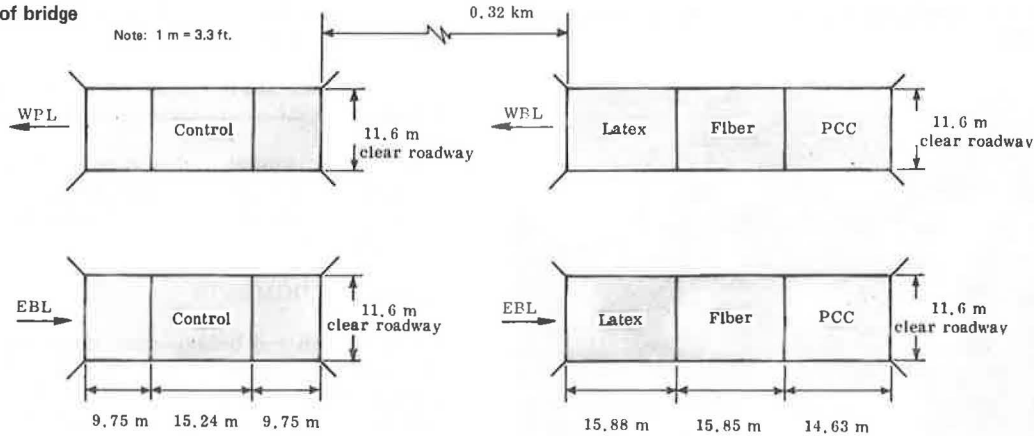 of bridge
Note: 1 m = 3.3 ft.
0.32 km
WPL
Control
11.6 m
clear roadway
WBL
Latex
Fiber
PCC
11.6 m
clear roadway
EBL
Control
11.6 m
clear roadway
EBL
Latex
Fiber
PCC
11.6 m
clear roadway
9.75 m 15.24 m 9.75 m
15.88 m 15.85 m 14.63 m